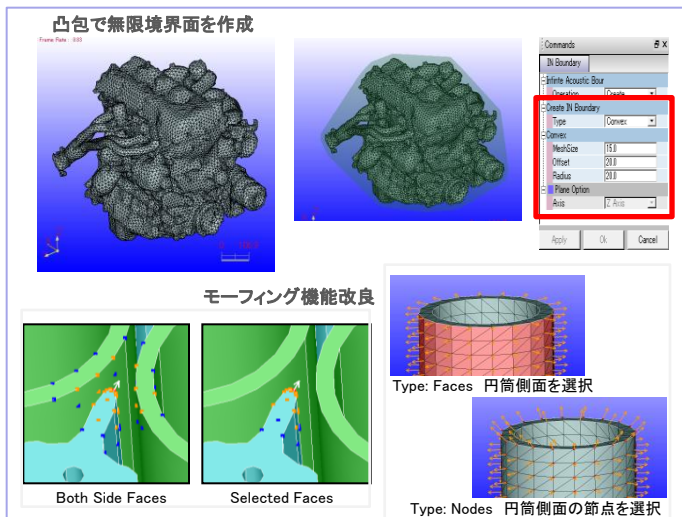 凸包で無限境界面を作成
Frame Rate : 0.03
Commands
IN Boundary
Infinite Acoustic Bour
Operation Create
Create IN Boundary
Type Convex
Convex
MeshSize 15.0
Offset 20.0
Radius 20.0
Plane Option
Axis Z Axis
Apply Ok Cancel
モーフィング機能改良
Type: Faces 円筒側面を選択
Both Side Faces
Selected Faces
Type: Nodes 円筒側面の節点を選択